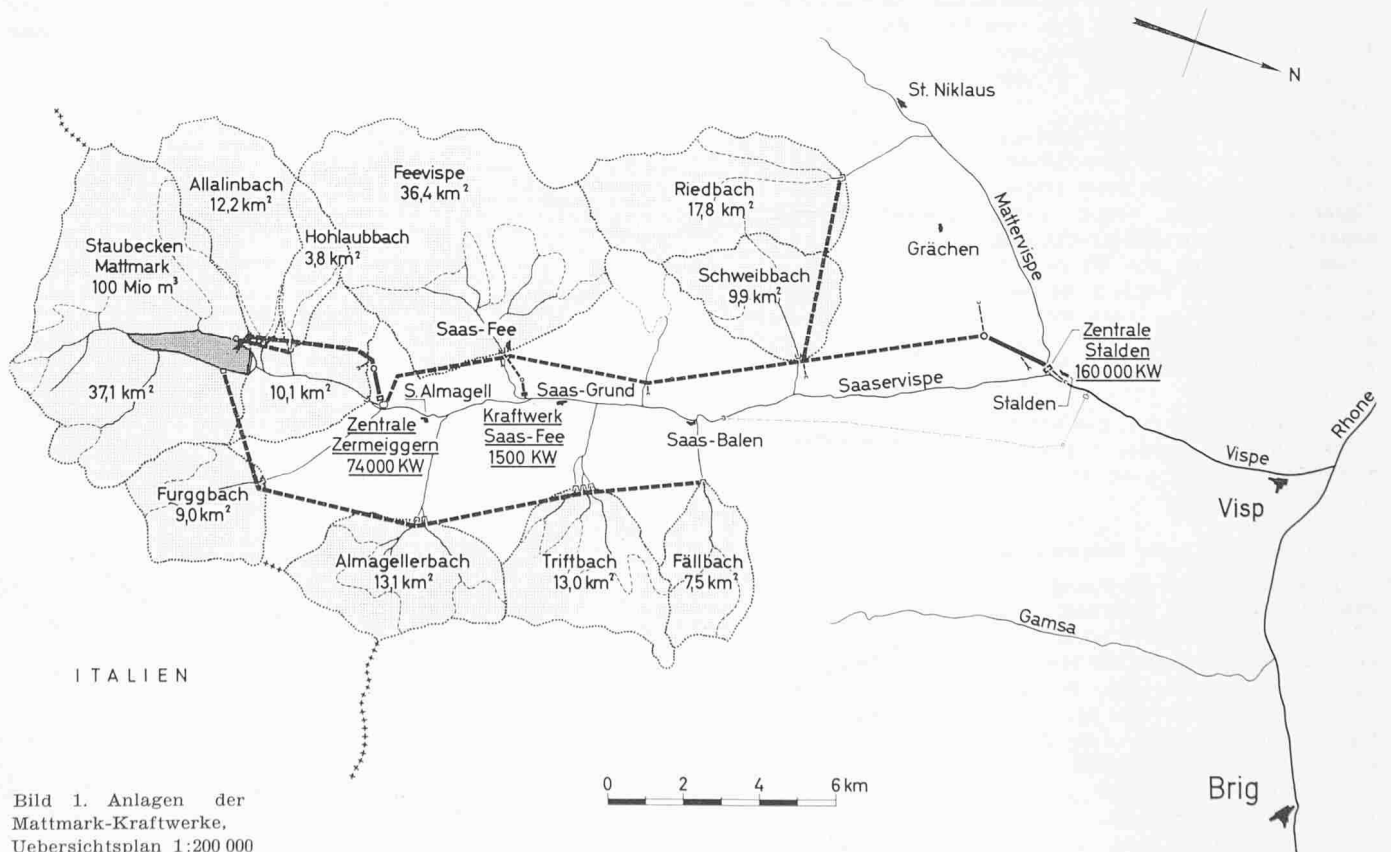 N
St. Niklaus
Feevispe
36,4 km²
Allalinbach
12,2 km²
Riedbach
17,8 km²
Mattervispe
Hohlaubbach
3,8 km²
Grächen
Staubecken
Mattmark
100 Mio m³
Schweibbach
9,9 km²
Saas-Fee
Zentrale
Stalden
160 000 KW
37,1 km²
10,1 km²
S. Almagell
Saas-Grund
Saaservispe
Stalden
Zentrale
Zermeiggern
74 000 KW
Kraftwerk
Saas-Fee
1500 KW
Saas-Balen
Rhone
Vispe
Visp
Furggbach
9,0 km²
Almagellerbach
13,1 km²
Triftbach
13,0 km²
Fällbach
7,5 km²
Gamsa
ITALIEN
0 2 4 6 km
Brig
Bild 1. Anlagen der
Mattmark-Kraftwerke,
Uebersichtsplan 1:200 000